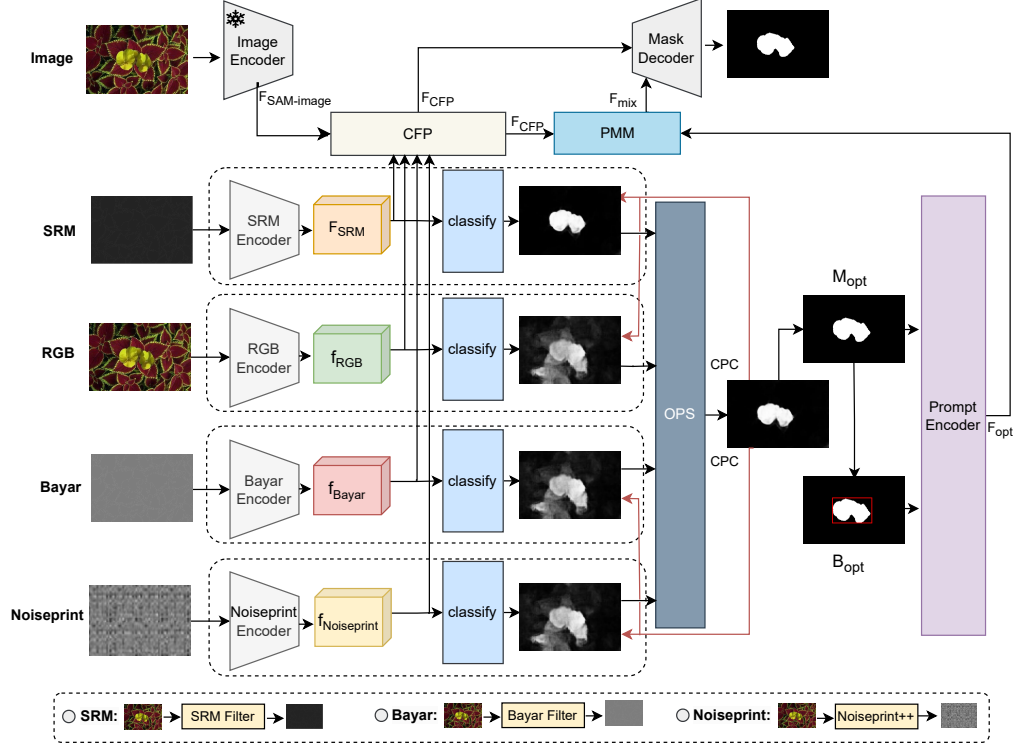 Image
Image
Encoder
F_SAM-image
F_CFP
Mask
Decoder
F_mix
CFP
F_CFP
PMM
SRM
SRM
Encoder
F_SRM
classify
RGB
RGB
Encoder
f_RGB
classify
Bayar
Bayar
Encoder
f_Bayar
classify
Noiseprint
Noiseprint
Encoder
f_Noiseprint
classify
OPS
CPC
CPC
M_opt
B_opt
Prompt
Encoder
F_opt
SRM:
SRM Filter
Bayar:
Bayar Filter
Noiseprint:
Noiseprint++